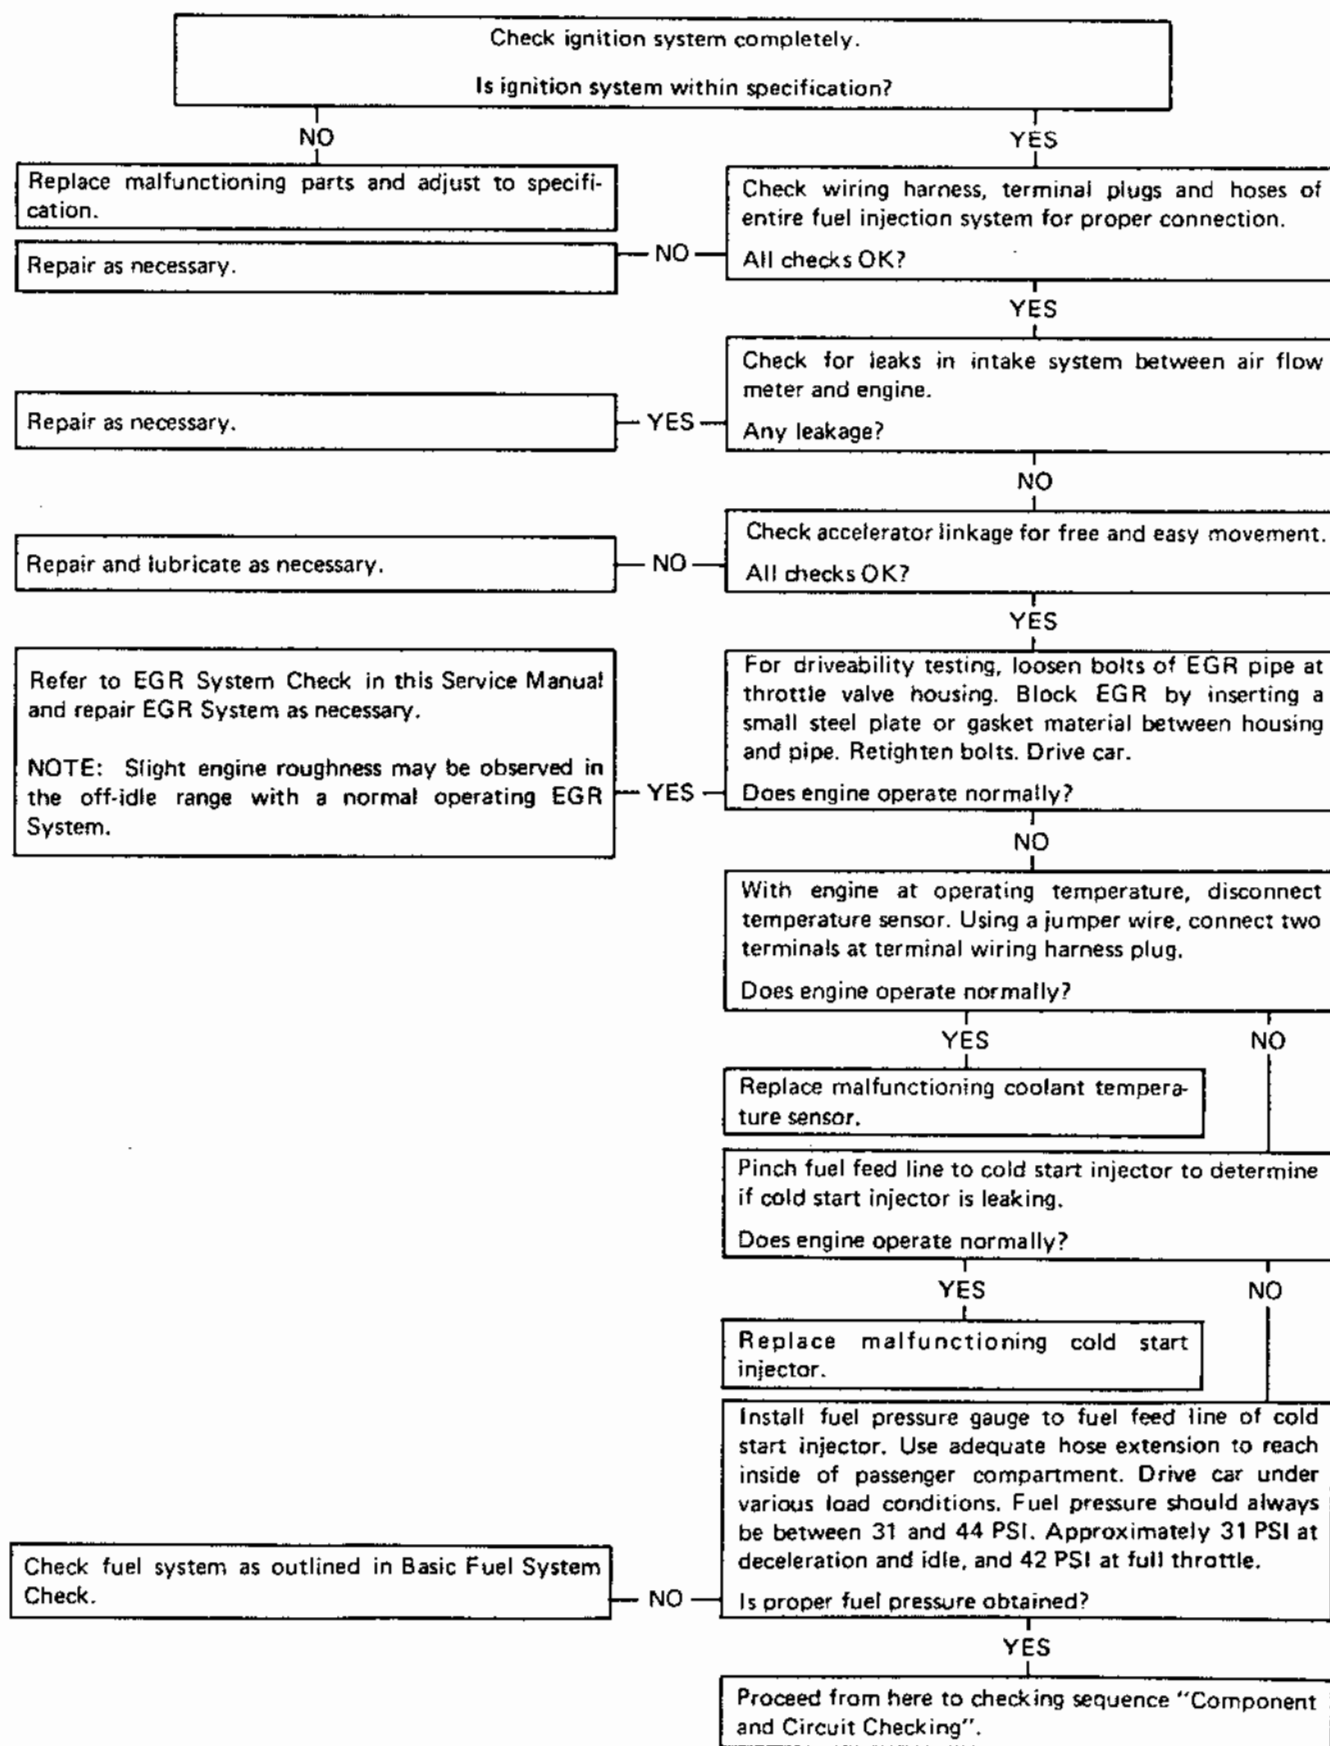 Check ignition system completely.
Is ignition system within specification?
NO
YES
Replace malfunctioning parts and adjust to specifi-
cation.
Check wiring harness, terminal plugs and hoses of
entire fuel injection system for proper connection.
All checks OK?
NO
Repair as necessary.
YES
Check for leaks in intake system between air flow
meter and engine.
Any leakage?
YES
Repair as necessary.
NO
Check accelerator linkage for free and easy movement.
All checks OK?
NO
Repair and lubricate as necessary.
YES
For driveability testing, loosen bolts of EGR pipe at
throttle valve housing. Block EGR by inserting a
small steel plate or gasket material between housing
and pipe. Retighten bolts. Drive car.
Does engine operate normally?
YES
Refer to EGR System Check in this Service Manual
and repair EGR System as necessary.
NOTE: Slight engine roughness may be observed in
the off-idle range with a normal operating EGR
System.
NO
With engine at operating temperature, disconnect
temperature sensor. Using a jumper wire, connect two
terminals at terminal wiring harness plug.
Does engine operate normally?
YES
NO
Replace malfunctioning coolant tempera-
ture sensor.
Pinch fuel feed line to cold start injector to determine
if cold start injector is leaking.
Does engine operate normally?
YES
NO
Replace malfunctioning cold start
injector.
Install fuel pressure gauge to fuel feed line of cold
start injector. Use adequate hose extension to reach
inside of passenger compartment. Drive car under
various load conditions. Fuel pressure should always
be between 31 and 44 PSI. Approximately 31 PSI at
deceleration and idle, and 42 PSI at full throttle.
Is proper fuel pressure obtained?
NO
Check fuel system as outlined in Basic Fuel System
Check.
YES
Proceed from here to checking sequence "Component
and Circuit Checking".